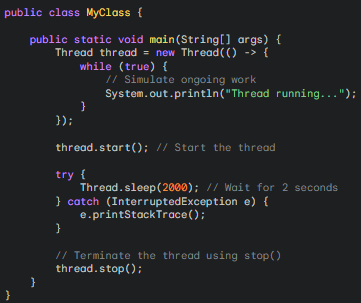 public class MyClass {
public static void main(String[] args) {
Thread thread = new Thread(() -> {
while (true) {
// Simulate ongoing work
System.out.println("Thread running...");
}
});
thread.start(); // Start the thread
try {
Thread.sleep(2000); // Wait for 2 seconds
} catch (InterruptedException e) {
e.printStackTrace();
}
// Terminate the thread using stop()
thread.stop();
}
}